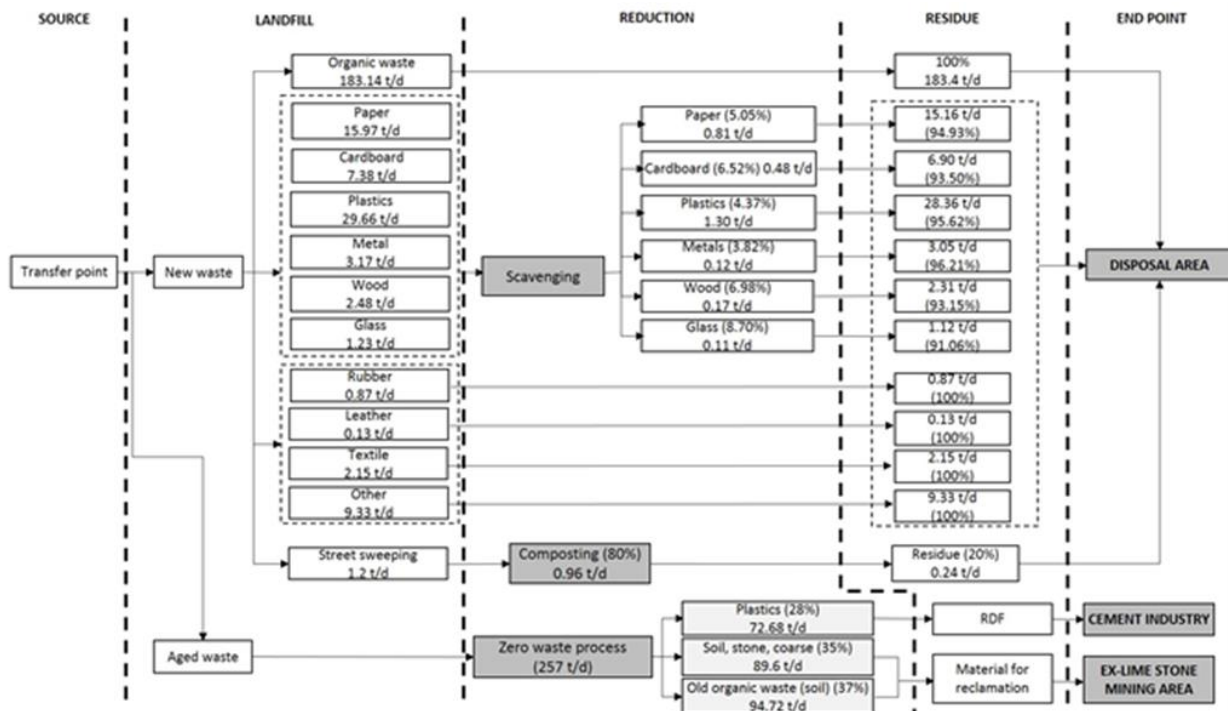 SOURCE
LANDFILL
REDUCTION
RESIDUE
END POINT
Organic waste
183.14 t/d
100%
183.4 t/d
Paper
15.97 t/d
Paper (5.05%)
0.81 t/d
15.16 t/d
(94.93%)
Cardboard
7.38 t/d
Cardboard (6.52%) 0.48 t/d
6.90 t/d
(93.50%)
Plastics
29.66 t/d
Plastics (4.37%)
1.30 t/d
28.36 t/d
(95.62%)
Transfer point
New waste
Metal
3.17 t/d
Scavenging
Metals (3.82%)
0.12 t/d
3.05 t/d
(96.21%)
DISPOSAL AREA
Wood
2.48 t/d
Wood (6.98%)
0.17 t/d
2.31 t/d
(93.15%)
Glass
1.23 t/d
Glass (8.70%)
0.11 t/d
1.12 t/d
(91.06%)
Rubber
0.87 t/d
0.87 t/d
(100%)
Leather
0.13 t/d
0.13 t/d
(100%)
Textile
2.15 t/d
2.15 t/d
(100%)
Other
9.33 t/d
9.33 t/d
(100%)
Street sweeping
1.2 t/d
Composting (80%)
0.96 t/d
Residue (20%)
0.24 t/d
Aged waste
Zero waste process
(257 t/d)
Plastics (28%)
72.68 t/d
RDF
CEMENT INDUSTRY
Soil, stone, coarse (35%)
89.6 t/d
Old organic waste (soil) (37%)
94.72 t/d
Material for
reclamation
EX-LIME STONE
MINING AREA